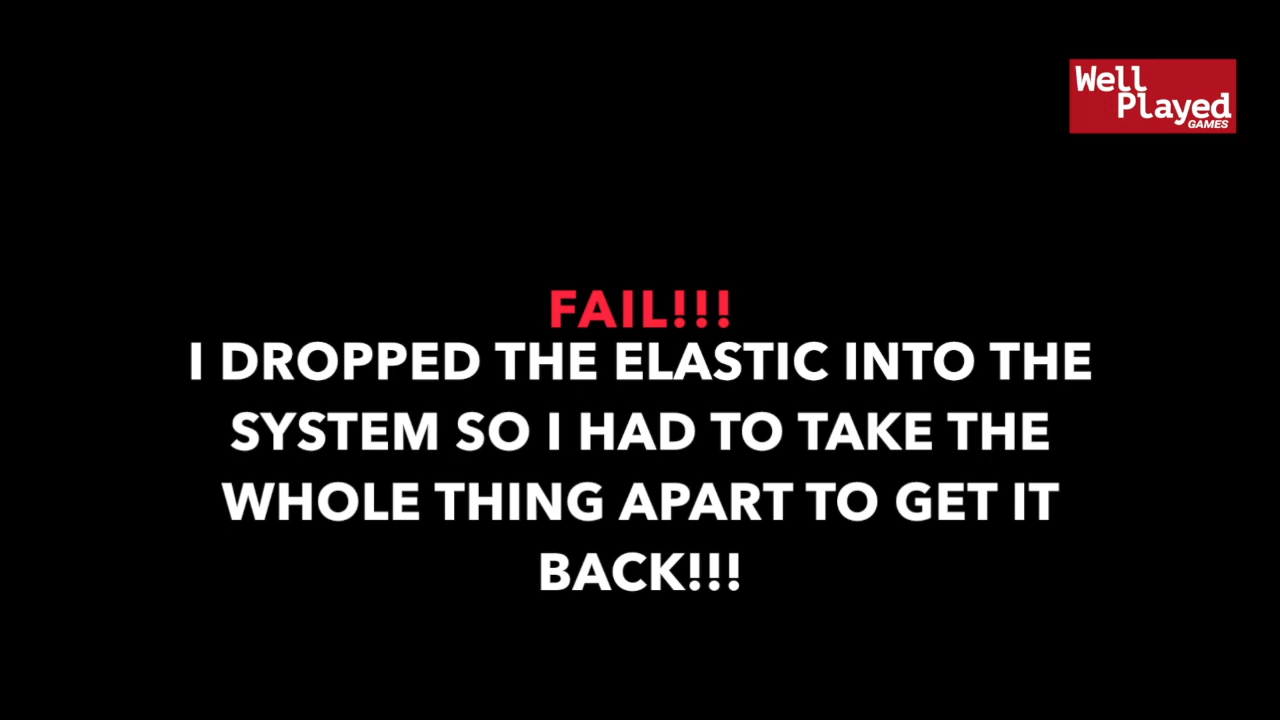 Well
Played
GAMES
FAIL!!!
I DROPPED THE ELASTIC INTO THE
SYSTEM SO I HAD TO TAKE THE
WHOLE THING APART TO GET IT
BACK!!!